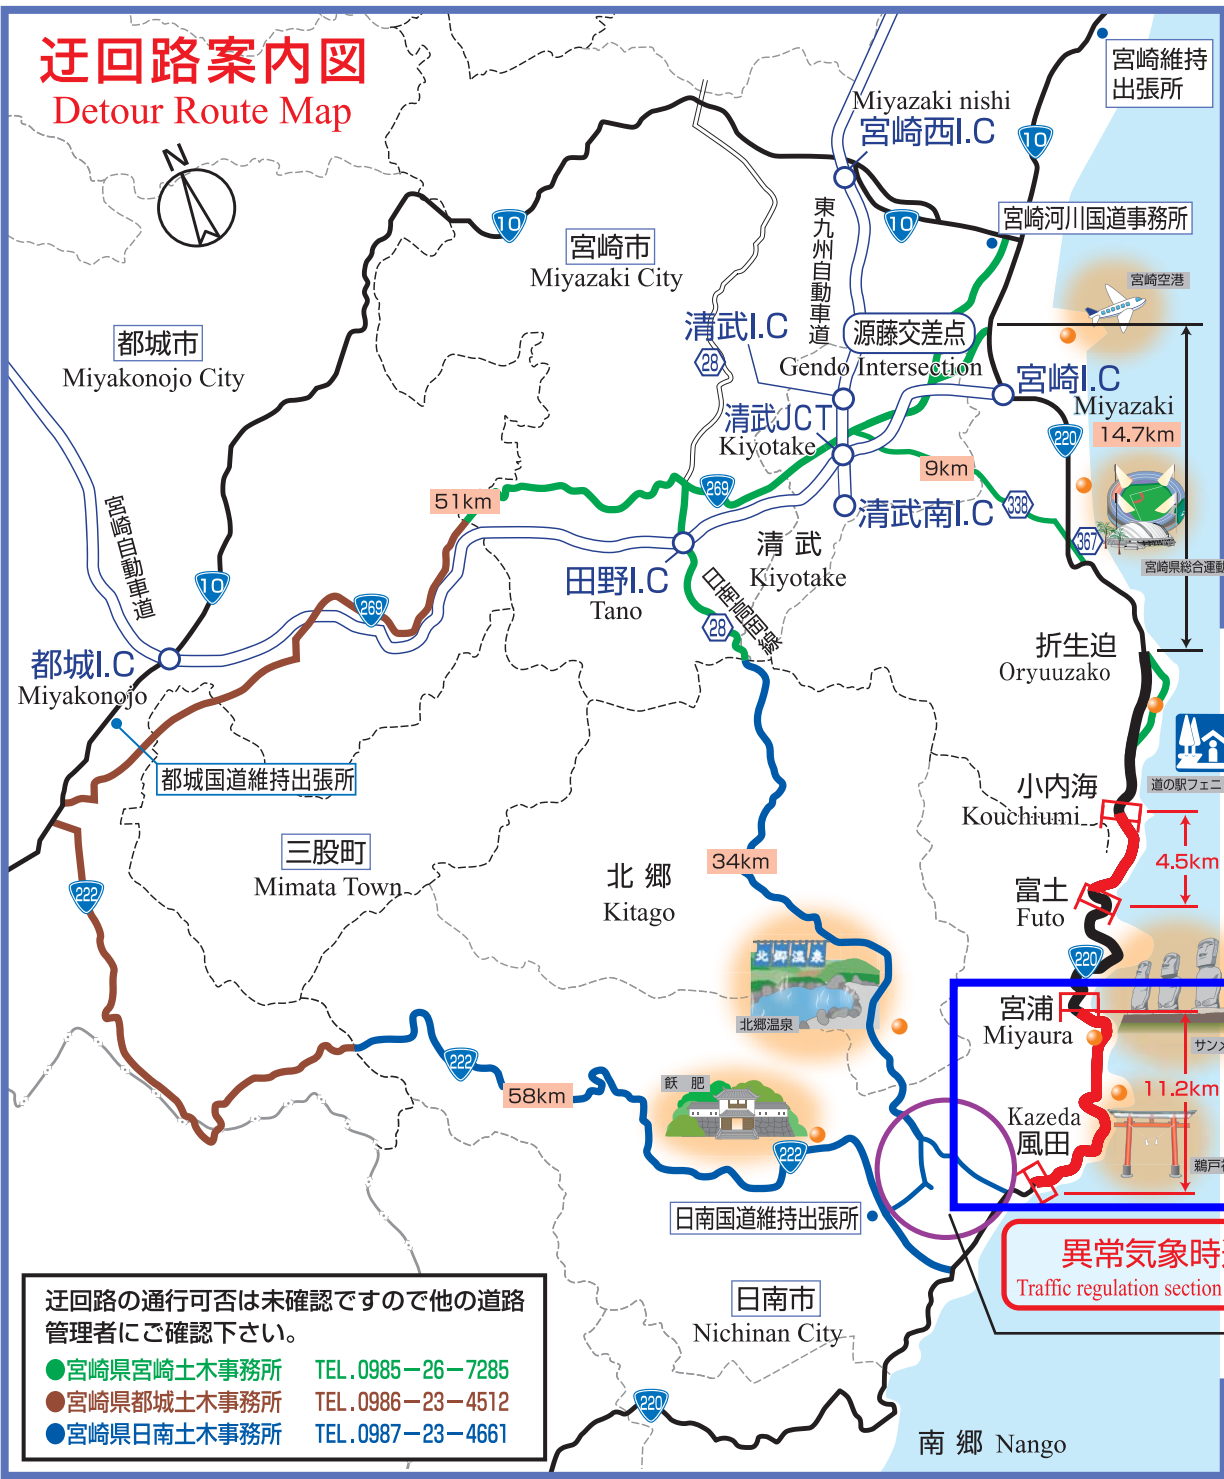 迂回路案内図
Detour Route Map
N
宮崎維持
出張所
Miyazaki nishi
宮崎西I.C
10
10
10
宮崎河川国道事務所
東九州自動車道
宮崎市
Miyazaki City
宮崎空港
都城市
Miyakonojo City
清武I.C
28
源藤交差点
Gendo Intersection
宮崎I.C
Miyazaki
清武JCT
Kiyotake
220
14.7km
9km
51km
269
338
清武南I.C
367
宮崎自動車道
清武
Kiyotake
宮崎県総合運動
田野I.C
Tano
日南高岡線
28
10
269
折生迫
Oryuuzako
都城I.C
Miyakonojo
都城国道維持出張所
道の駅フェニ
小内海
Kouchiumi
三股町
Mimata Town
34km
4.5km
北郷
Kitago
富土
Futo
222
北郷温泉
220
北郷温泉
宮浦
Miyaura
サンメ
222
58km
飫肥
11.2km
Kazeda
風田
222
鵜戸神
日南国道維持出張所
異常気象時
Traffic regulation section
迂回路の通行可否は未確認ですので他の道路
管理者にご確認下さい。
●宮崎県宮崎土木事務所 TEL.0985-26-7285
●宮崎県都城土木事務所 TEL.0986-23-4512
●宮崎県日南土木事務所 TEL.0987-23-4661
日南市
Nichinan City
220
南郷 Nango